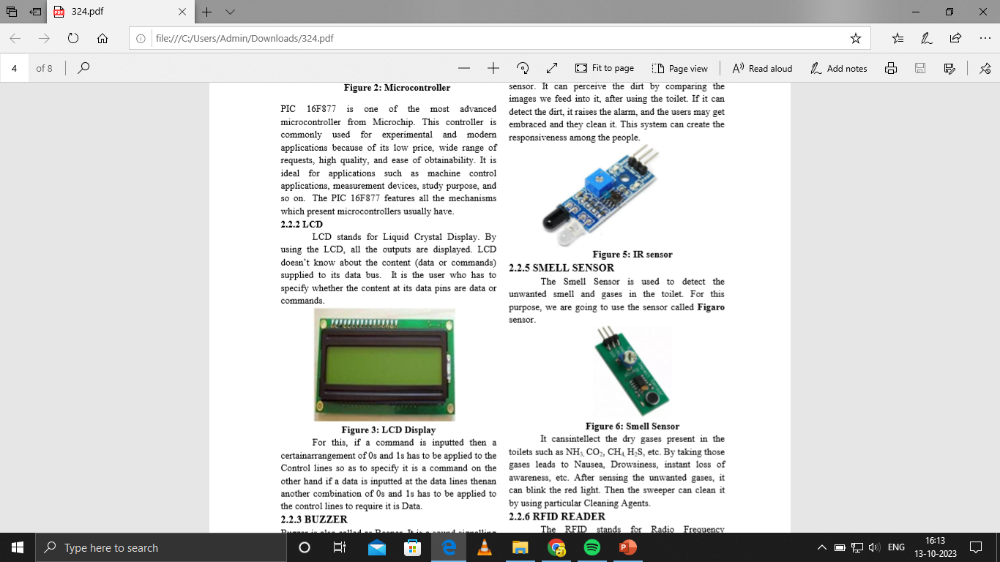 324.pdf
file:///C:/Users/Admin/Downloads/324.pdf
4 of 8
Fit to page
Page view
Read aloud
Add notes
Figure 2: Microcontroller
PIC 16F877 is one of the most advanced
microcontroller from Microchip. This controller is
commonly used for experimental and modern
applications because of its low price, wide range of
requests, high quality, and ease of obtainability. It is
ideal for applications such as machine control
applications, measurement devices, study purpose, and
so on. The PIC 16F877 features all the mechanisms
which present microcontrollers usually have.
2.2.2 LCD
LCD stands for Liquid Crystal Display. By
using the LCD, all the outputs are displayed. LCD
doesn't know about the content (data or commands)
supplied to its data bus. It is the user who has to
specify whether the content at its data pins are data or
commands.
Figure 3: LCD Display
For this, if a command is inputted then a
certainarrangement of 0s and 1s has to be applied to the
Control lines so as to specify it is a command on the
other hand if a data is inputted at the data lines thenan
another combination of 0s and 1s has to be applied to
the control lines to require it is Data.
2.2.3 BUZZER
sensor. It can perceive the dirt by comparing the
images we feed into it, after using the toilet. If it can
detect the dirt, it raises the alarm, and the users may get
embraced and they clean it. This system can create the
responsiveness among the people.
Figure 5: IR sensor
2.2.5 SMELL SENSOR
The Smell Sensor is used to detect the
unwanted smell and gases in the toilet. For this
purpose, we are going to use the sensor called Figaro
sensor.
Figure 6: Smell Sensor
It cansintellect the dry gases present in the
toilets such as NH₃, CO₂, CH₄, H₂S, etc. By taking those
gases leads to Nausea, Drowsiness, instant loss of
awareness, etc. After sensing the unwanted gases, it
can blink the red light. Then the sweeper can clean it
by using particular Cleaning Agents.
2.2.6 RFID READER
The RFID stands for Radio Frequency
Type here to search
ENG
16:13
13-10-2023